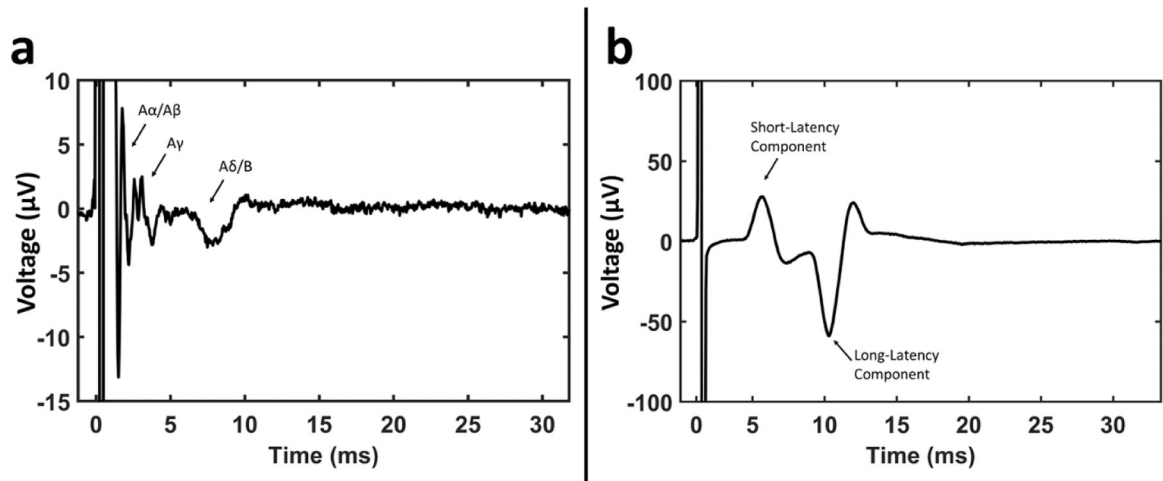 a
10
5
0
-5
-10
-15
Voltage (µV)
Aα/Aβ
Aγ
Aδ/B
0 5 10 15 20 25 30
Time (ms)
b
100
50
0
-50
-100
Voltage (µV)
Short-Latency
Component
Long-Latency
Component
0 5 10 15 20 25 30
Time (ms)